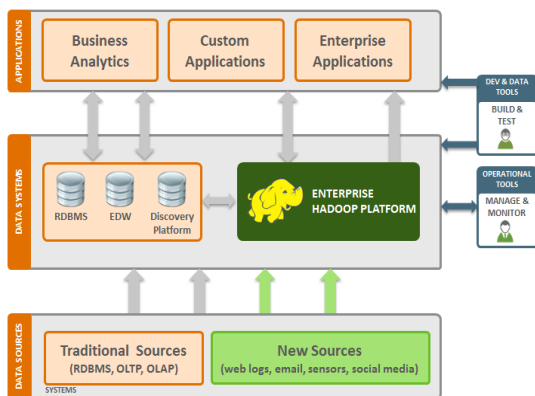 APPLICATIONS
Business
Analytics
Custom
Applications
Enterprise
Applications
DEV & DATA
TOOLS
BUILD &
TEST
DATA SYSTEMS
RDBMS
EDW
Discovery
Platform
ENTERPRISE
HADOOP PLATFORM
OPERATIONAL
TOOLS
MANAGE &
MONITOR
DATA SOURCES
Traditional Sources
(RDBMS, OLTP, OLAP)
New Sources
(web logs, email, sensors, social media)
SYSTEMS